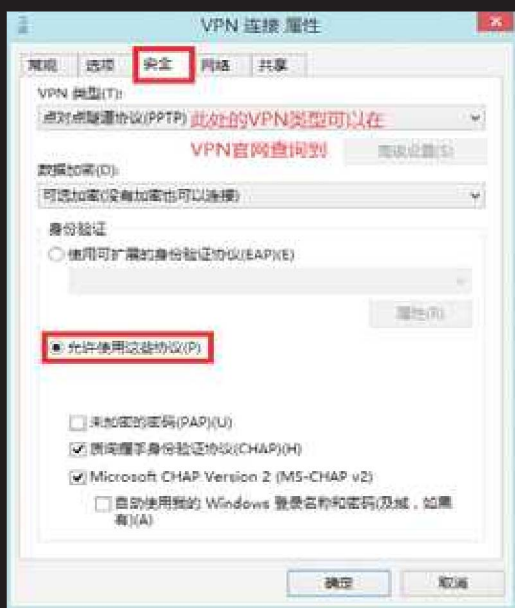 VPN 连接 属性
常规 选项 安全 网络 共享
VPN 类型(T):
点对点隧道协议(PPTP) 此处的VPN类型可以在
VPN官网查询到 高级设置(S)
数据加密(D):
可选加密(没有加密也可以连接)
身份验证
使用可扩展的身份验证协议(EAP)(E)
属性(R)
允许使用这些协议(P)
未加密的密码(PAP)(U)
质询握手身份验证协议(CHAP)(H)
Microsoft CHAP Version 2 (MS-CHAP v2)
自动使用我的 Windows 登录名称和密码(及域，如果
有)(A)
确定 取消